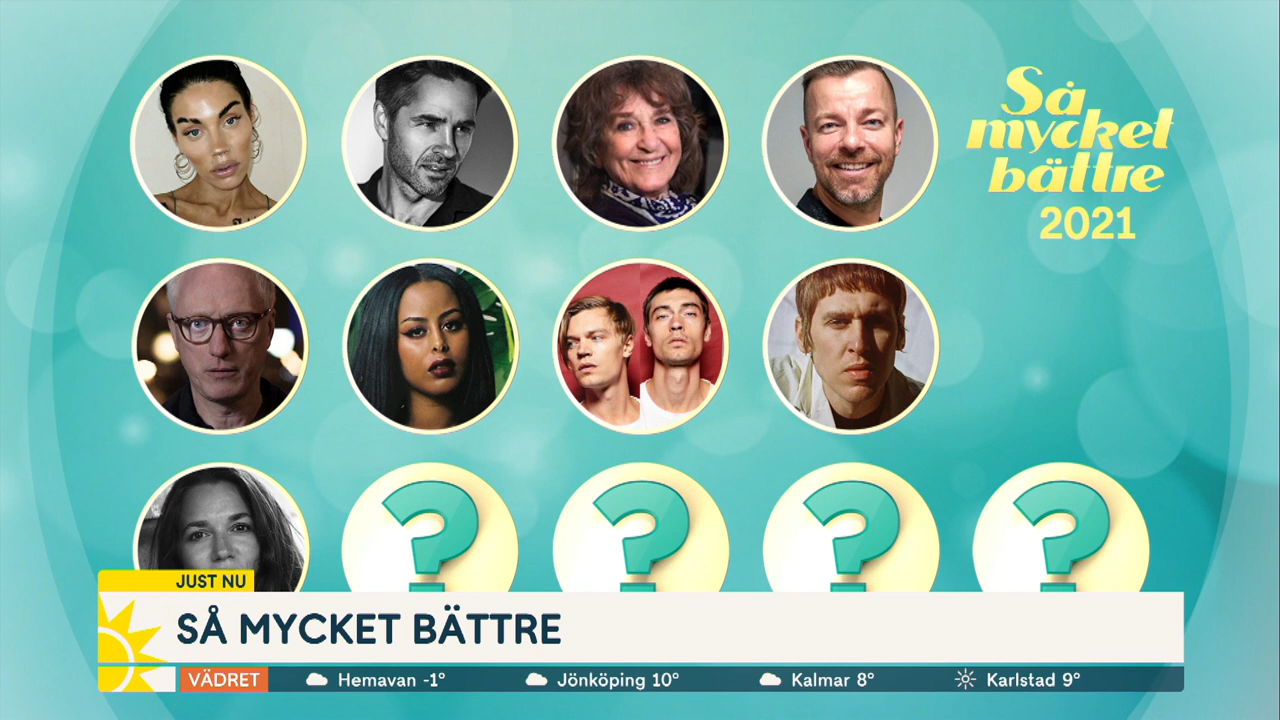 Så
mycket
bättre
2021
? ? ? ?
JUST NU
SÅ MYCKET BÄTTRE
VÄDRET Hemavan -1° Jönköping 10° Kalmar 8° Karlstad 9°